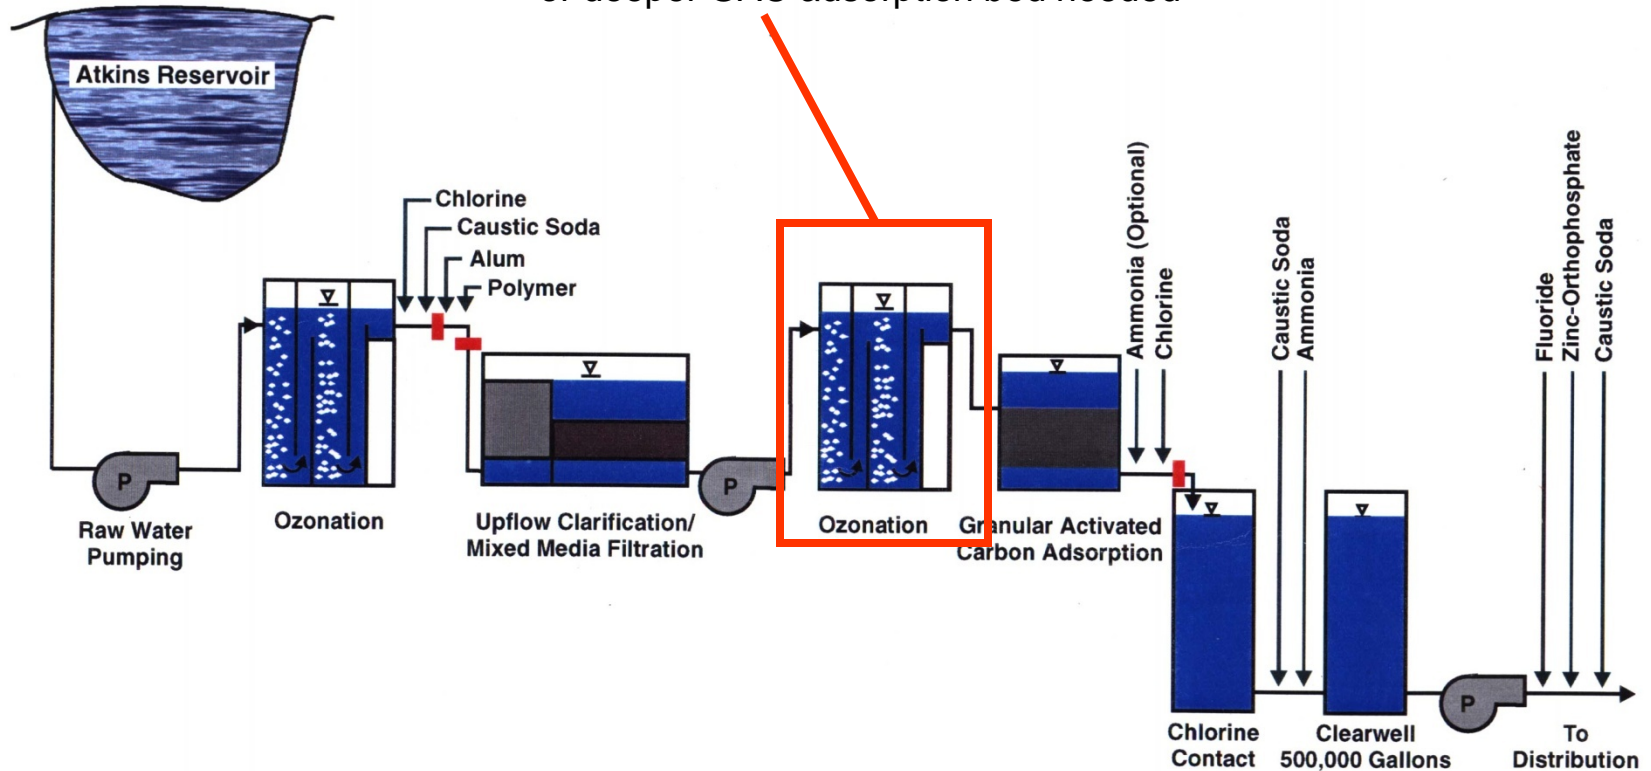 Atkins Reservoir
Chlorine
Caustic Soda
Alum
Polymer
P
Raw Water
Pumping
Ozonation
Upflow Clarification/
Mixed Media Filtration
P
Ozonation
Granular Activated
Carbon Adsorption
Ammonia (Optional)
Chlorine
Caustic Soda
Ammonia
Fluoride
Zinc-Orthophosphate
Caustic Soda
Chlorine
Contact
Clearwell
500,000 Gallons
P
To
Distribution